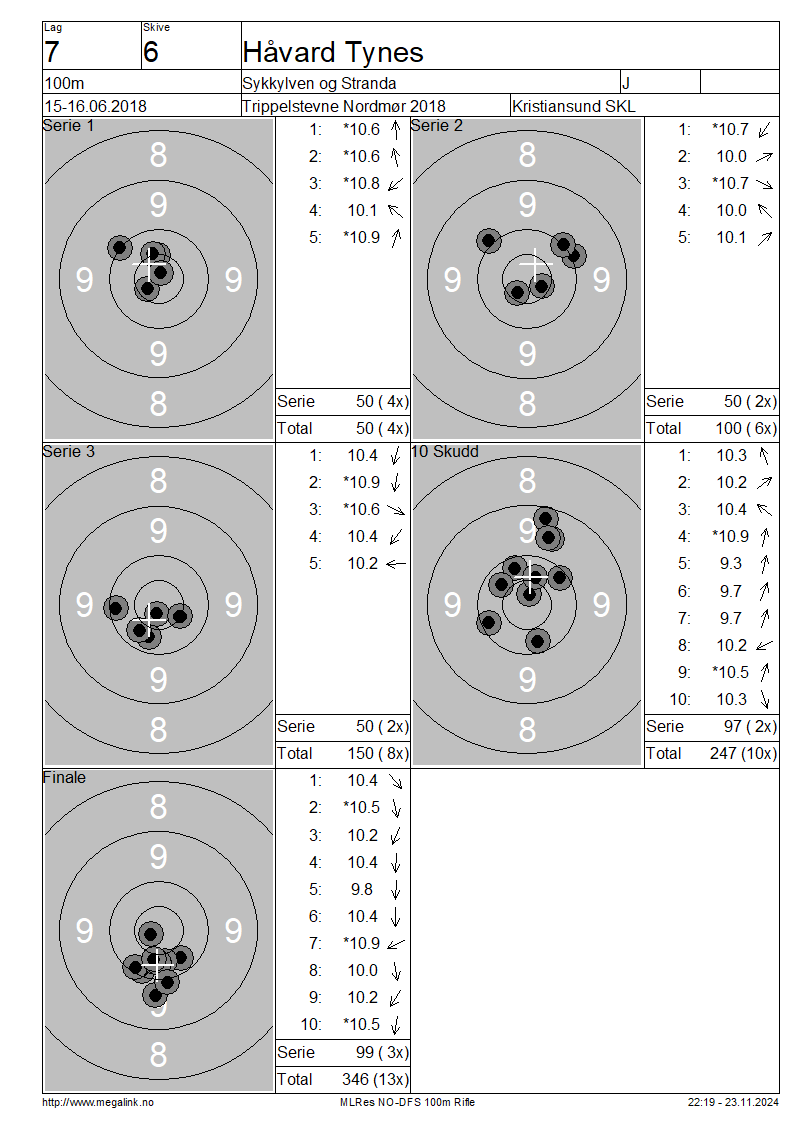 Lag
Skive
7
6
Håvard Tynes
100m
Sykkylven og Stranda
J
15-16.06.2018
Trippelstevne Nordmør 2018
Kristiansund SKL
Serie 1
8
9
9
9
9
8
1: *10.6
2: *10.6
3: *10.8
4: 10.1
5: *10.9
Serie 50 ( 4x)
Total 50 ( 4x)
Serie 2
8
9
9
9
9
8
1: *10.7
2: 10.0
3: *10.7
4: 10.0
5: 10.1
Serie 50 ( 2x)
Total 100 ( 6x)
Serie 3
8
9
9
9
9
8
1: 10.4
2: *10.9
3: *10.6
4: 10.4
5: 10.2
Serie 50 ( 2x)
Total 150 ( 8x)
10 Skudd
8
9
9
9
9
8
1: 10.3
2: 10.2
3: 10.4
4: *10.9
5: 9.3
6: 9.7
7: 9.7
8: 10.2
9: *10.5
10: 10.3
Serie 97 ( 2x)
Total 247 (10x)
Finale
8
9
9
9
9
8
1: 10.4
2: *10.5
3: 10.2
4: 10.4
5: 9.8
6: 10.4
7: *10.9
8: 10.0
9: 10.2
10: *10.5
Serie 99 ( 3x)
Total 346 (13x)
http://www.megalink.no
MLRes NO-DFS 100m Rifle
22:19 - 23.11.2024